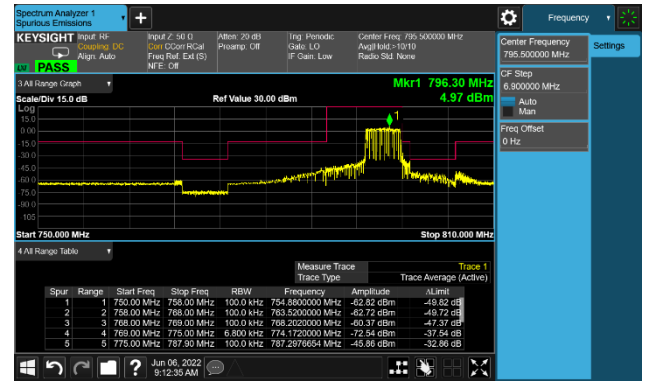 Spectrum Analyzer 1
Spurious Emissions
Frequency
KEYSIGHT Input: RF Input Z: 50 Ω Atten: 20 dB Trig: Periodic Center Freq: 795.500000 MHz
Coupling: DC Corr CCorr RCal Preamp: Off Gate: LO Avg|Hold:>10/10
Align: Auto Freq Ref: Ext (S) IF Gain: Low Radio Std: None
NFE: Off
LXI PASS
Center Frequency
795.500000 MHz
Settings
CF Step
6.900000 MHz
Auto
Man
Freq Offset
0 Hz
3 All Range Graph
Mkr1 796.30 MHz
Scale/Div 15.0 dB Ref Value 30.00 dBm 4.97 dBm
Log
15.0
0.00
-15.0
-30.0
-45.0
-60.0
-75.0
-90.0
-105
1
Start 750.000 MHz Stop 810.000 MHz
4 All Range Table
Measure Trace Trace 1
Trace Type Trace Average (Active)
Spur Range Start Freq Stop Freq RBW Frequency Amplitude ΔLimit
1 1 750.00 MHz 758.00 MHz 100.0 kHz 754.8800000 MHz -62.82 dBm -49.82 dB
2 2 758.00 MHz 768.00 MHz 100.0 kHz 763.5200000 MHz -62.72 dBm -49.72 dB
3 3 768.00 MHz 769.00 MHz 100.0 kHz 768.2020000 MHz -60.37 dBm -47.37 dB
4 4 769.00 MHz 775.00 MHz 6.800 kHz 774.1720000 MHz -72.54 dBm -37.54 dB
5 5 775.00 MHz 787.90 MHz 100.0 kHz 787.2976654 MHz -45.86 dBm -32.86 dB
Jun 06, 2022
9:12:35 AM